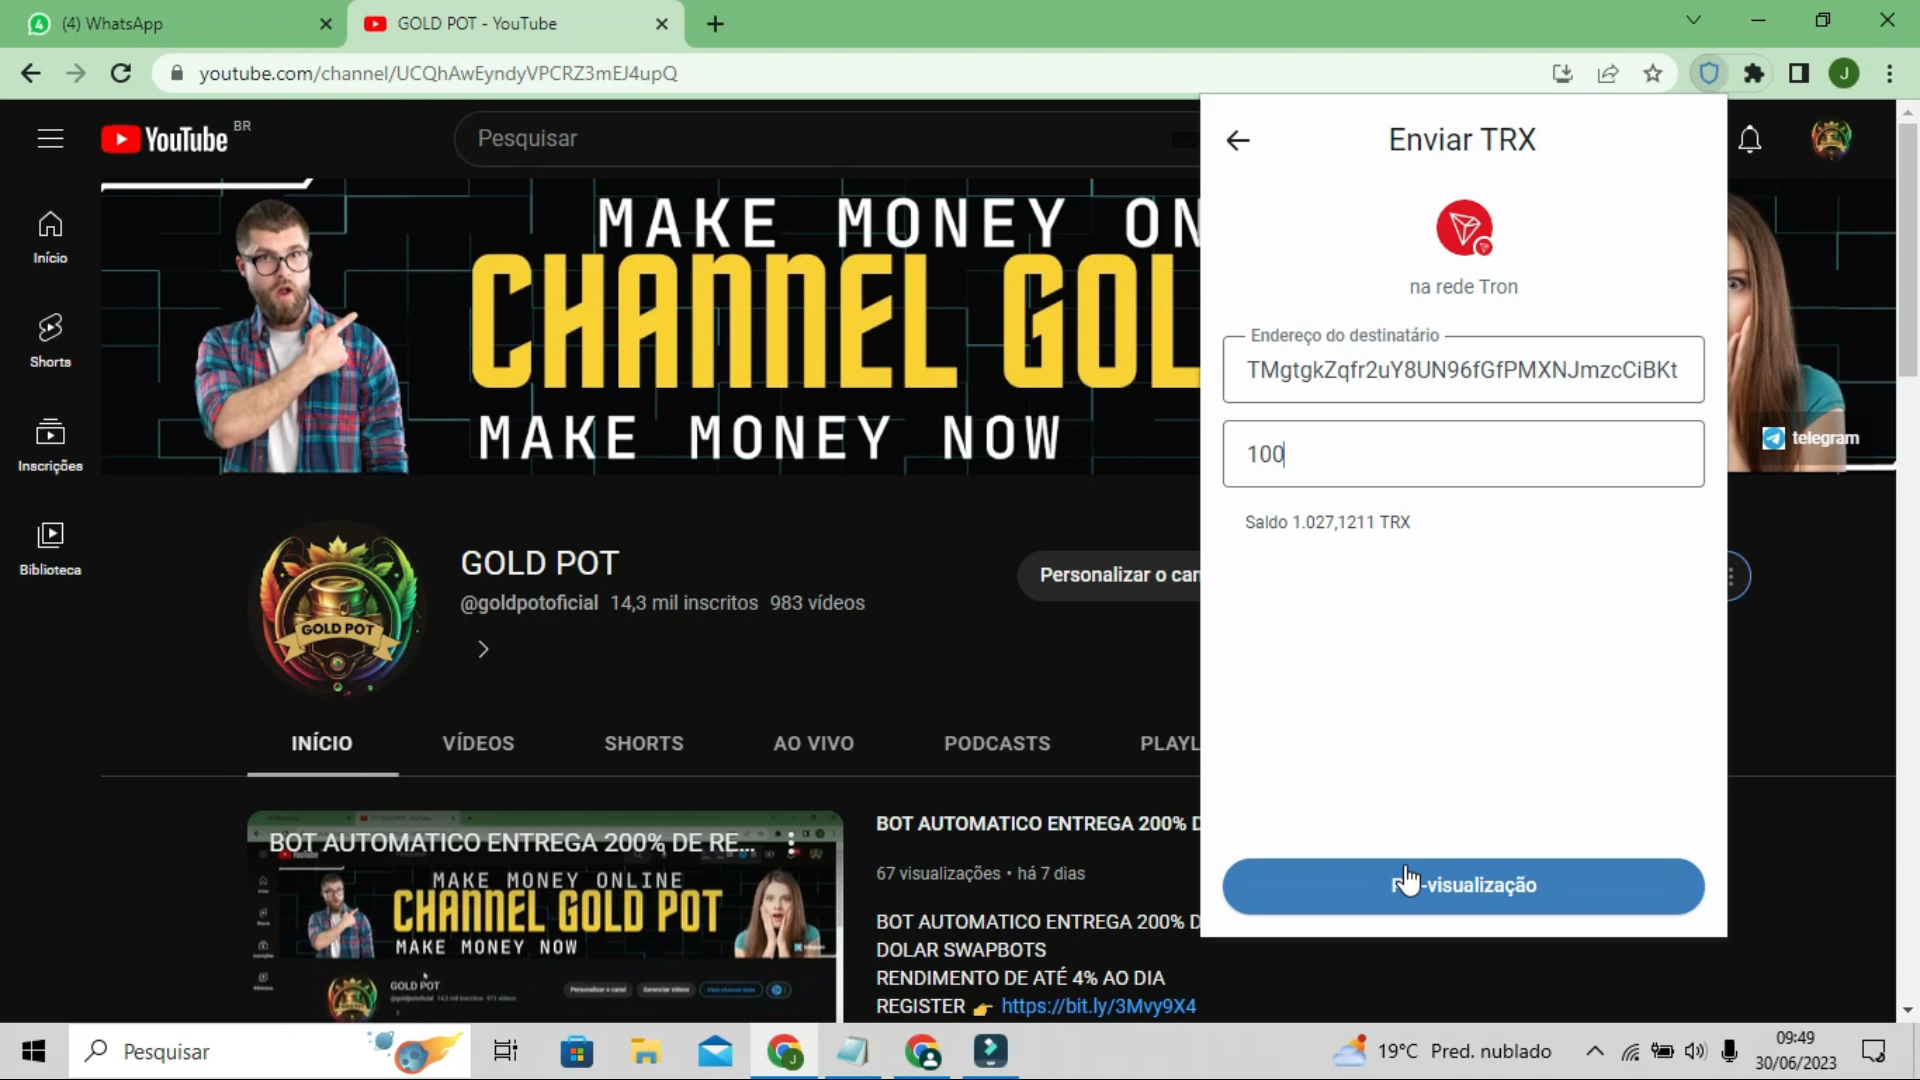 (4) WhatsApp
GOLD POT - YouTube
youtube.com/channel/UCQhAwEyndyVPCRZ3mEJ4upQ
J
YouTube BR
Pesquisar
Início
Shorts
Inscrições
Biblioteca
MAKE MONEY ON
CHANNEL GOL
MAKE MONEY NOW
telegram
GOLD POT
GOLD POT
@goldpotoficial 14,3 mil inscritos 983 vídeos
Personalizar o can
INÍCIO VÍDEOS SHORTS AO VIVO PODCASTS PLAYL
BOT AUTOMATICO ENTREGA 200% DE RE...
MAKE MONEY ONLINE
CHANNEL GOLD POT
MAKE MONEY NOW
GOLD POT
BOT AUTOMATICO ENTREGA 200% D
67 visualizações • há 7 dias
BOT AUTOMATICO ENTREGA 200% D
DOLAR SWAPBOTS
RENDIMENTO DE ATÉ 4% AO DIA
REGISTER 👉 https://bit.ly/3Mvy9X4
Enviar TRX
na rede Tron
Endereço do destinatário
TMgtgkZqfr2uY8UN96fGfPMXNJmzcCiBKt
100
Saldo 1.027,1211 TRX
-visualização
Pesquisar
19°C Pred. nublado
09:49
30/06/2023